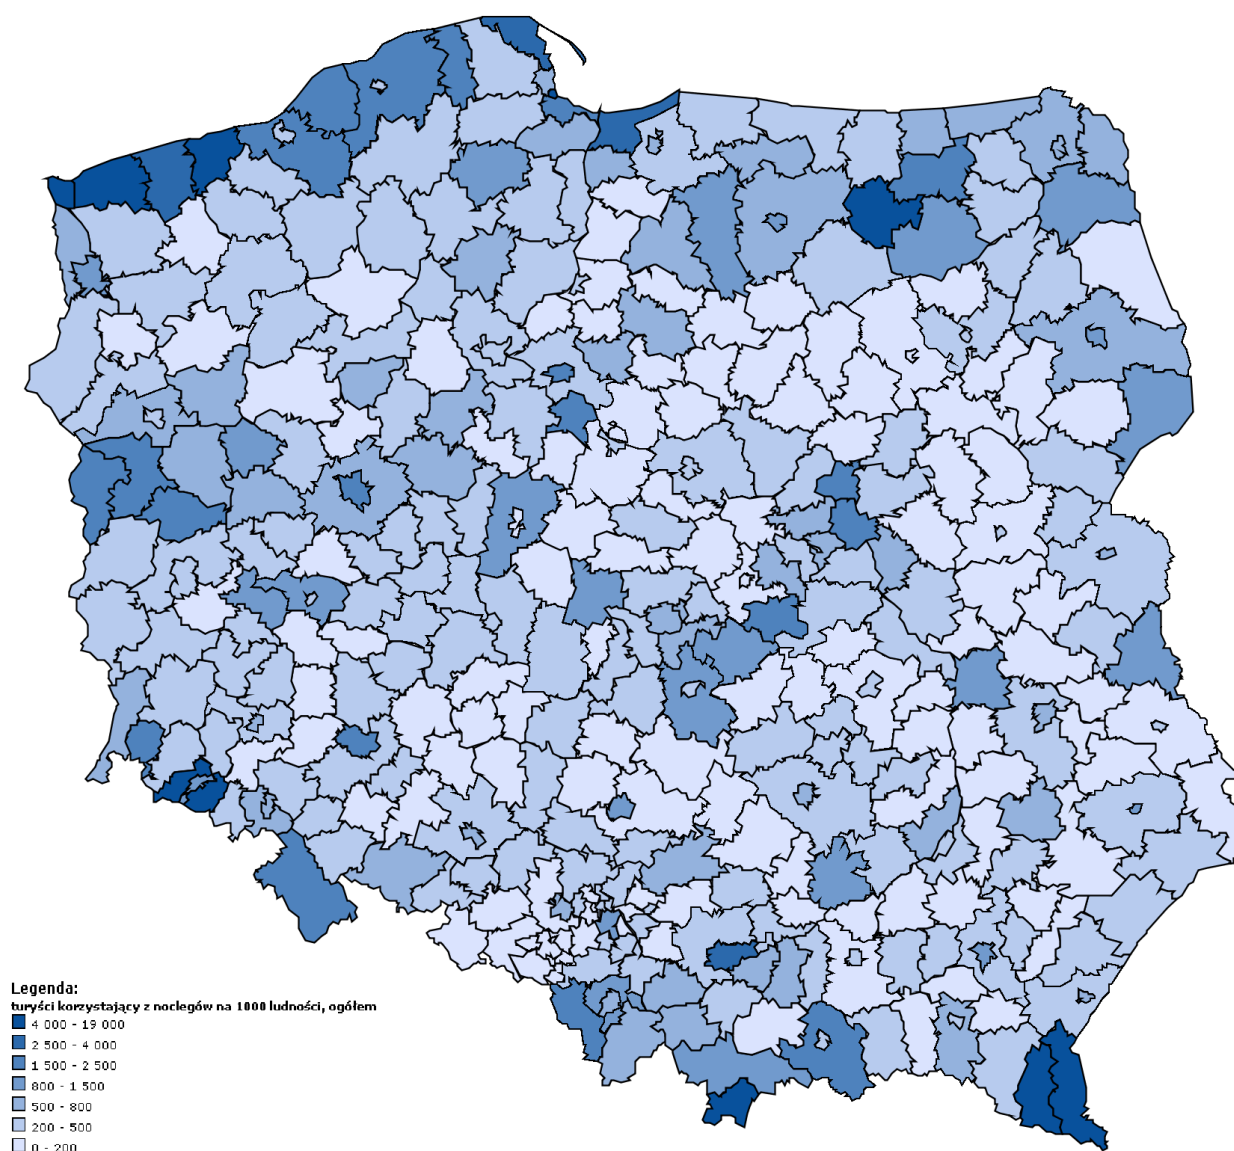 Legenda:
turyści korzystający z noclegów na 1000 ludności, ogółem
4 000 - 19 000
2 500 - 4 000
1 500 - 2 500
800 - 1 500
500 - 800
200 - 500
0 - 200